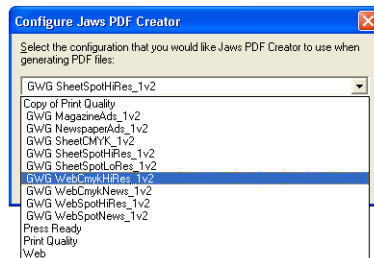 Configure Jaws PDF Creator
Select the configuration that you would like Jaws PDF Creator to use when
generating PDF files:
GWG SheetSpotHiRes_1v2
Copy of Print Quality
GWG MagazineAds_1v2
GWG NewspaperAds_1v2
GWG SheetCMYK_1v2
GWG SheetSpotHiRes_1v2
GWG SheetSpotLoRes_1v2
GWG WebCmykHiRes_1v2
GWG WebCmykNews_1v2
GWG WebSpotHiRes_1v2
GWG WebSpotNews_1v2
Press Ready
Print Quality
Web